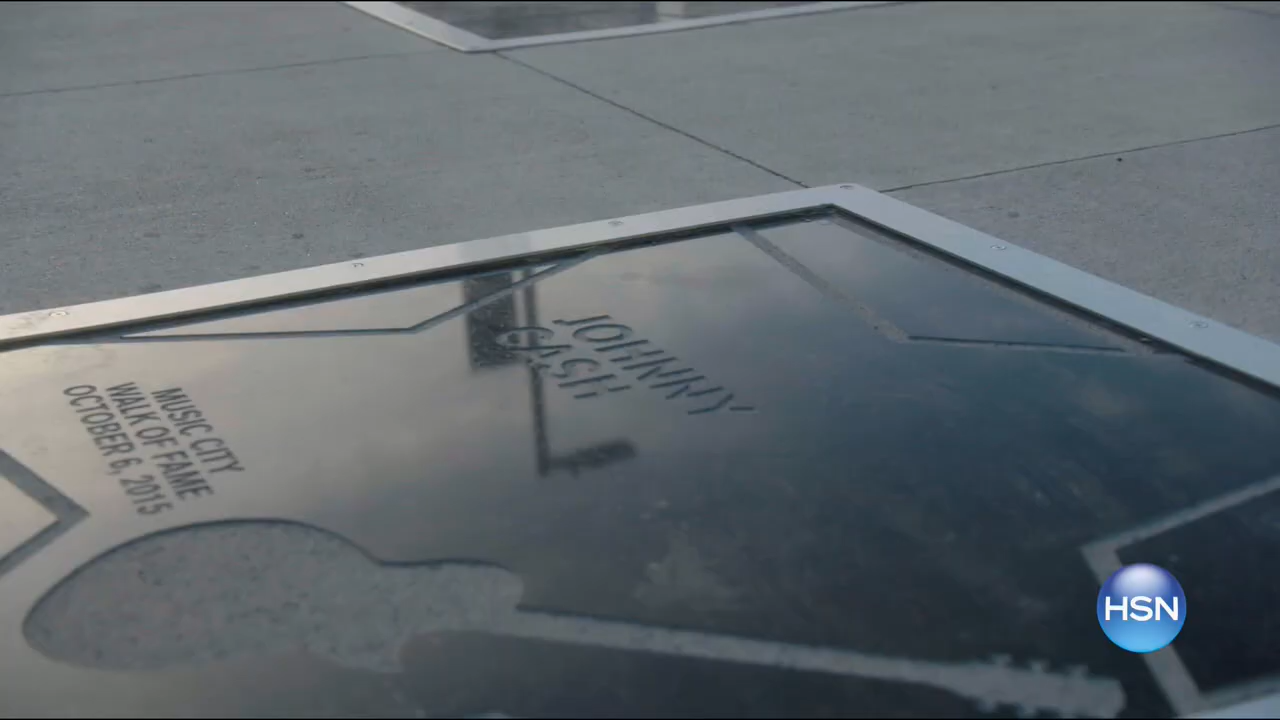 JOHNNY
CASH
MUSIC CITY
WALK OF FAME
OCTOBER 6, 2015
HSN